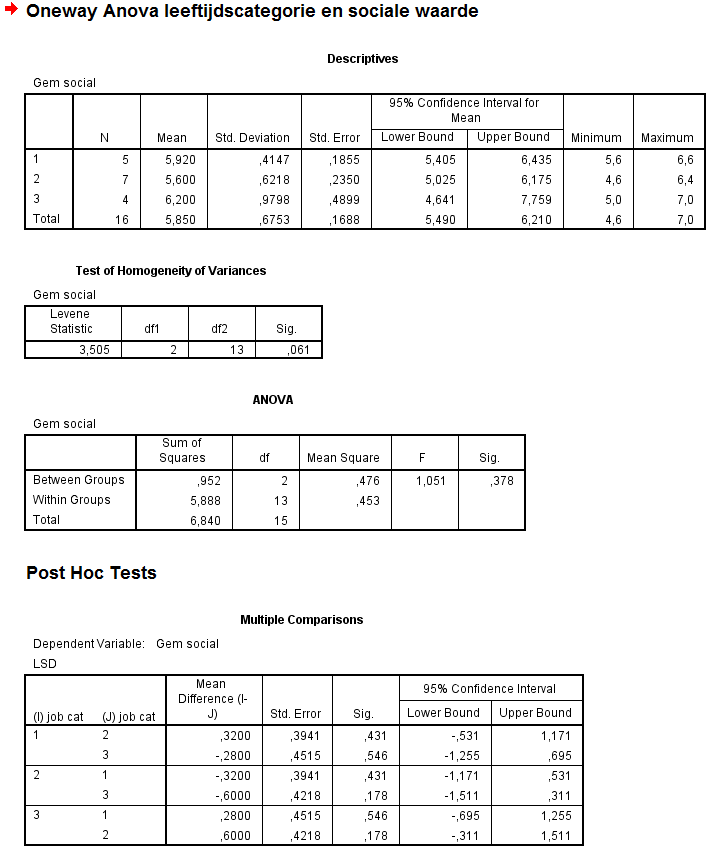 Oneway Anova leeftijdscategorie en sociale waarde
Descriptives
Gem social
95% Confidence Interval for Mean
N Mean Std. Deviation Std. Error Lower Bound Upper Bound Minimum Maximum
1 5 5,920 ,4147 ,1855 5,405 6,435 5,6 6,6
2 7 5,600 ,6218 ,2350 5,025 6,175 4,6 6,4
3 4 6,200 ,9798 ,4899 4,641 7,759 5,0 7,0
Total 16 5,850 ,6753 ,1688 5,490 6,210 4,6 7,0
Test of Homogeneity of Variances
Gem social
Levene Statistic df1 df2 Sig.
3,505 2 13 ,061
ANOVA
Gem social
Sum of Squares df Mean Square F Sig.
Between Groups ,952 2 ,476 1,051 ,378
Within Groups 5,888 13 ,453
Total 6,840 15
Post Hoc Tests
Multiple Comparisons
Dependent Variable: Gem social
LSD
(I) job cat (J) job cat Mean Difference (I-J) Std. Error Sig. 95% Confidence Interval
Lower Bound Upper Bound
1 2 ,3200 ,3941 ,431 -,531 1,171
3 -,2800 ,4515 ,546 -1,255 ,695
2 1 -,3200 ,3941 ,431 -1,171 ,531
3 -,6000 ,4218 ,178 -1,511 ,311
3 1 ,2800 ,4515 ,546 -,695 1,255
2 ,6000 ,4218 ,178 -,311 1,511